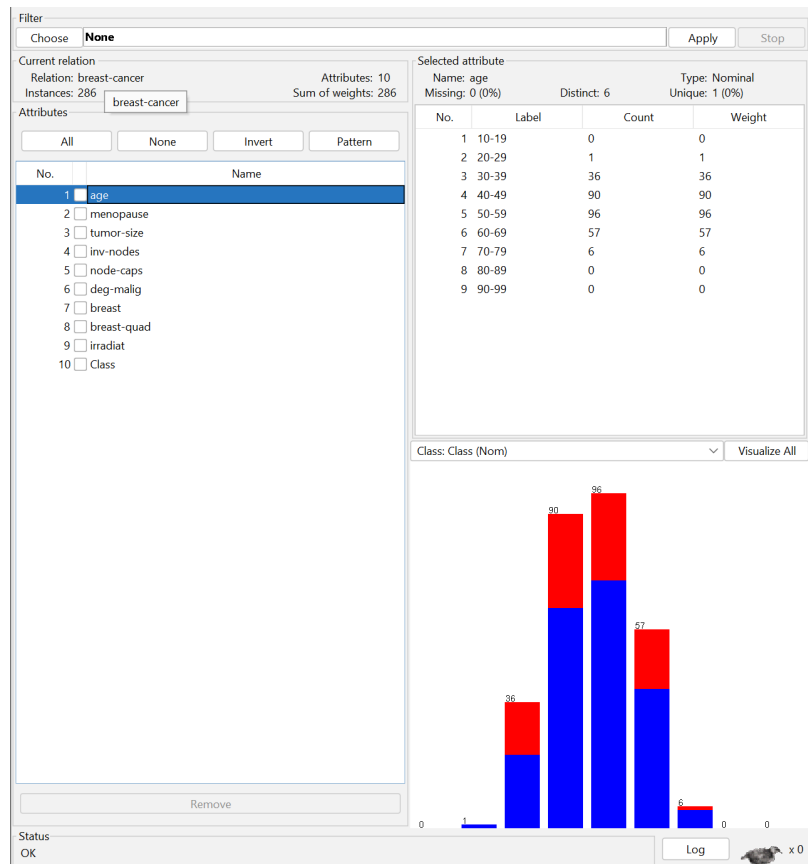 Filter
Choose None Apply Stop
Current relation
Relation: breast-cancer Attributes: 10
Instances: 286 Sum of weights: 286
breast-cancer
Attributes
All None Invert Pattern
No. Name
1 age
2 menopause
3 tumor-size
4 inv-nodes
5 node-caps
6 deg-malig
7 breast
8 breast-quad
9 irradiat
10 Class
Remove
Selected attribute
Name: age Type: Nominal
Missing: 0 (0%) Distinct: 6 Unique: 1 (0%)
No. Label Count Weight
1 10-19 0 0
2 20-29 1 1
3 30-39 36 36
4 40-49 90 90
5 50-59 96 96
6 60-69 57 57
7 70-79 6 6
8 80-89 0 0
9 90-99 0 0
Class: Class (Nom) Visualize All
0 1 36 90 96 57 6 0 0
Status
OK Log x 0